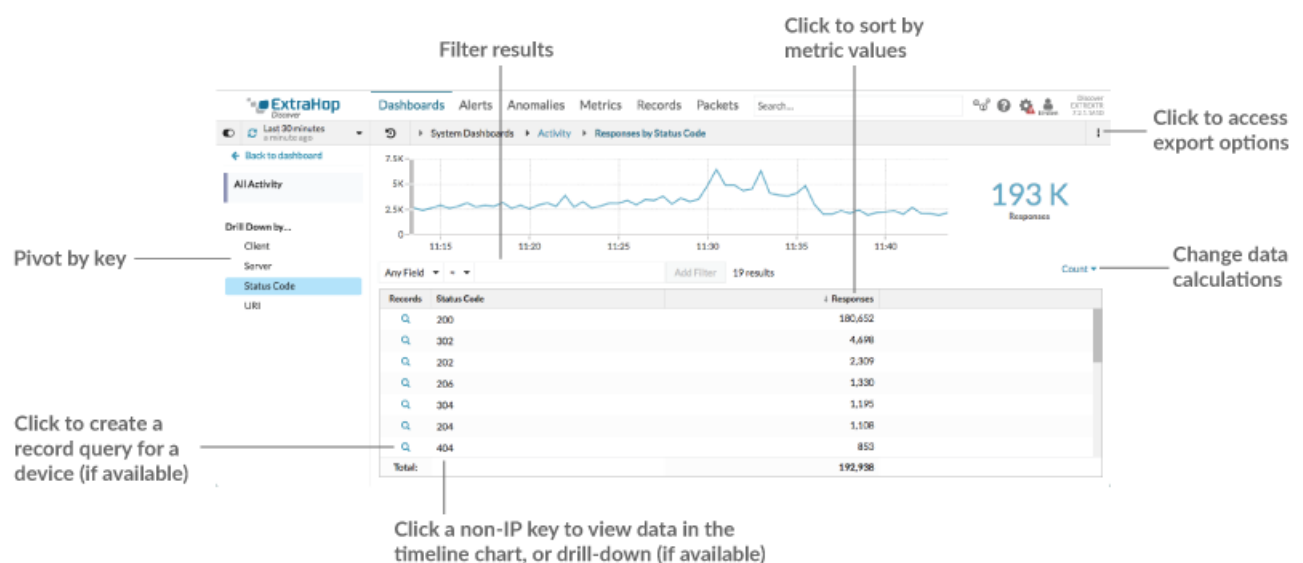 Click to sort by
metric values
Filter results
ExtraHop
Discover
Dashboards Alerts Anomalies Metrics Records Packets Search...
Discover
Last 30 minutes
a minute ago
System Dashboards Activity Responses by Status Code
Click to access
export options
Back to dashboard
All Activity
7.5K
5K
2.5K
0
11:15 11:20 11:25 11:30 11:35 11:40
193 K
Responses
Drill Down by...
Client
Server
Status Code
URI
Pivot by key
Any Field = Add Filter 19 results Count
Change data
calculations
Records Status Code ↓ Responses
200 180,652
302 4,698
202 2,309
206 1,330
304 1,195
204 1,108
404 853
Total: 192,938
Click to create a
record query for a
device (if available)
Click a non-IP key to view data in the
timeline chart, or drill-down (if available)